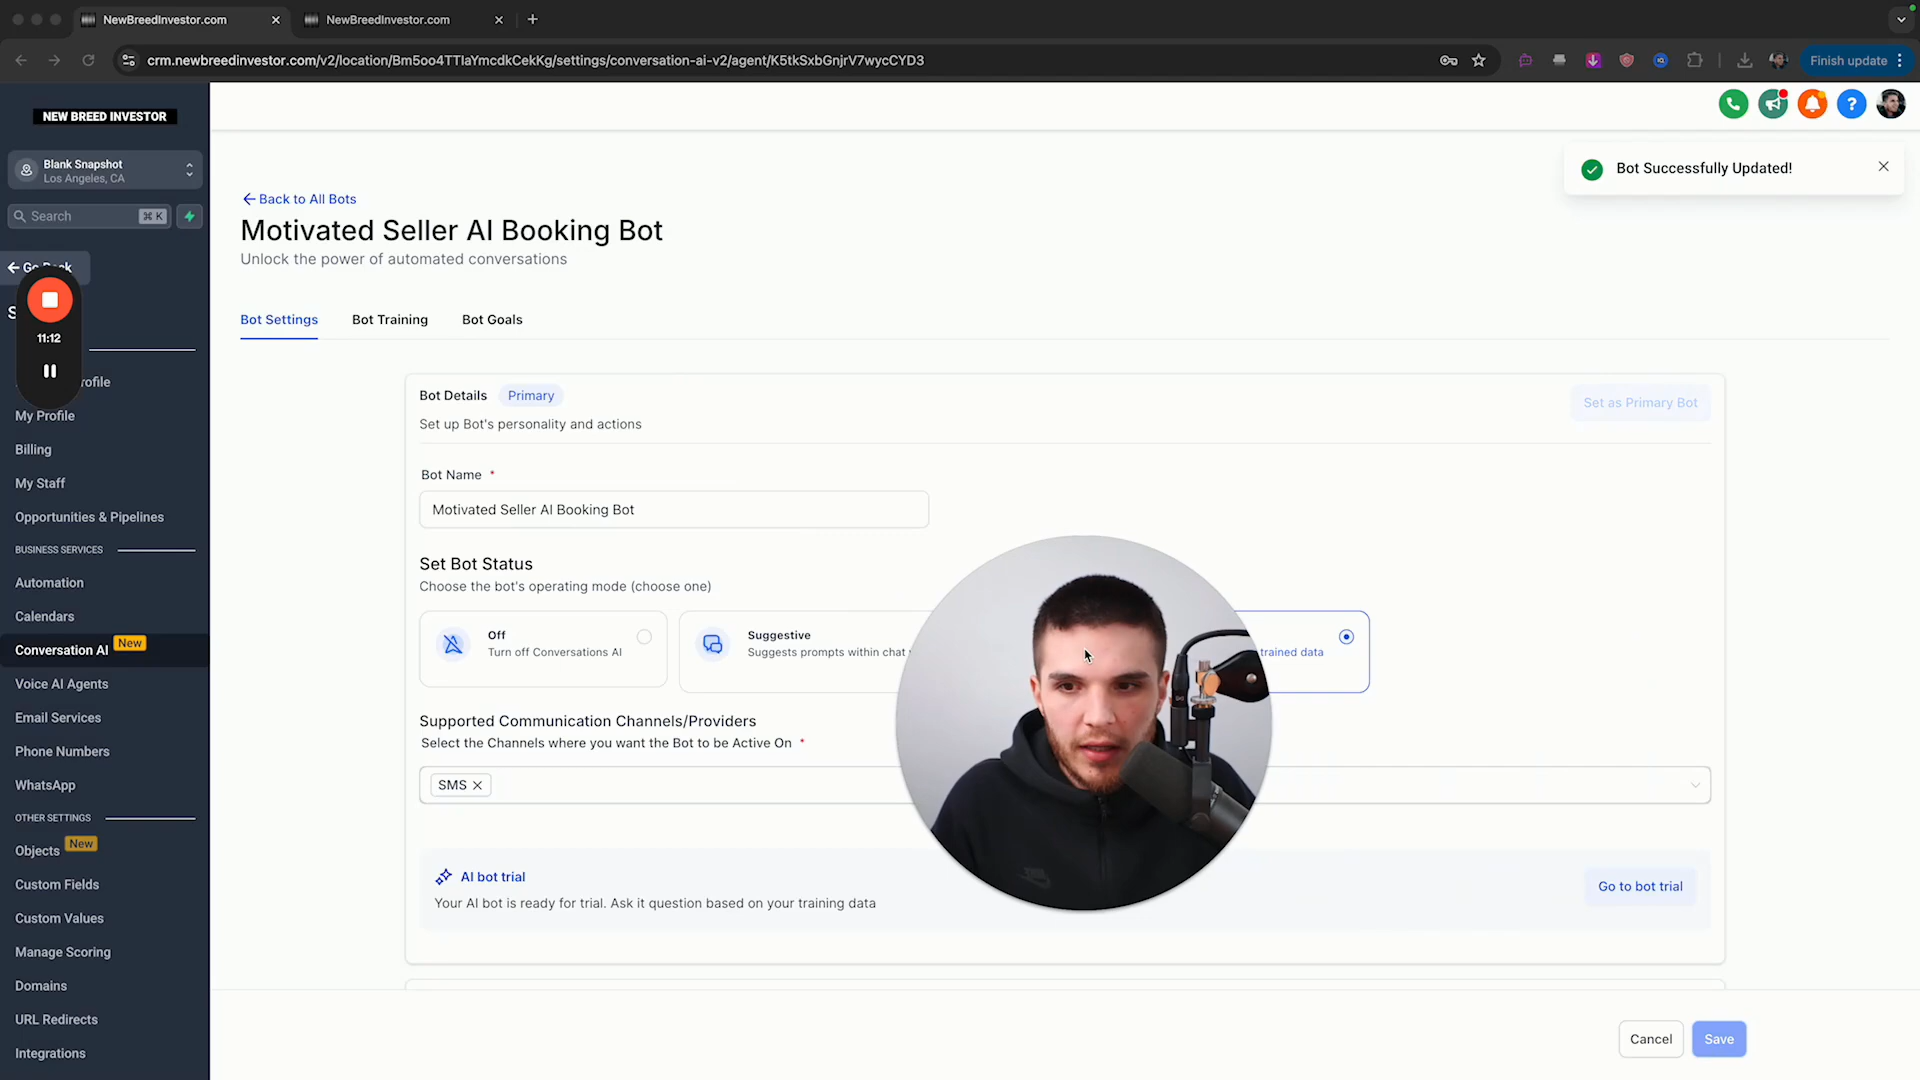 NewBreedInvestor.com
NewBreedInvestor.com
crm.newbreedinvestor.com/v2/location/Bm5oo4TTIaYmcdkCekKg/settings/conversation-ai-v2/agent/K5tkSxbGnjrV7wycCYD3
Finish update
NEW BREED INVESTOR
Blank Snapshot
Los Angeles, CA
Search
⌘ K
Go Back
11:12
rofile
My Profile
Billing
My Staff
Opportunities & Pipelines
BUSINESS SERVICES
Automation
Calendars
Conversation AI New
Voice AI Agents
Email Services
Phone Numbers
WhatsApp
OTHER SETTINGS
Objects New
Custom Fields
Custom Values
Manage Scoring
Domains
URL Redirects
Integrations
Bot Successfully Updated!
Back to All Bots
Motivated Seller AI Booking Bot
Unlock the power of automated conversations
Bot Settings Bot Training Bot Goals
Bot Details Primary
Set as Primary Bot
Set up Bot's personality and actions
Bot Name *
Motivated Seller AI Booking Bot
Set Bot Status
Choose the bot's operating mode (choose one)
Off
Turn off Conversations AI
Suggestive
Suggests prompts within chat
trained data
Supported Communication Channels/Providers
Select the Channels where you want the Bot to be Active On *
SMS
AI bot trial
Your AI bot is ready for trial. Ask it question based on your training data
Go to bot trial
Cancel Save